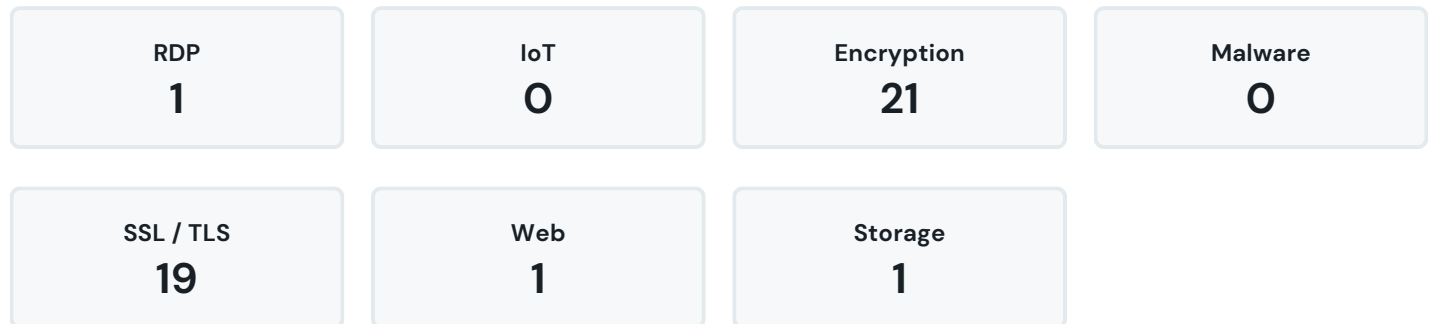 RDP
1
IoT
0
Encryption
21
Malware
0
SSL / TLS
19
Web
1
Storage
1